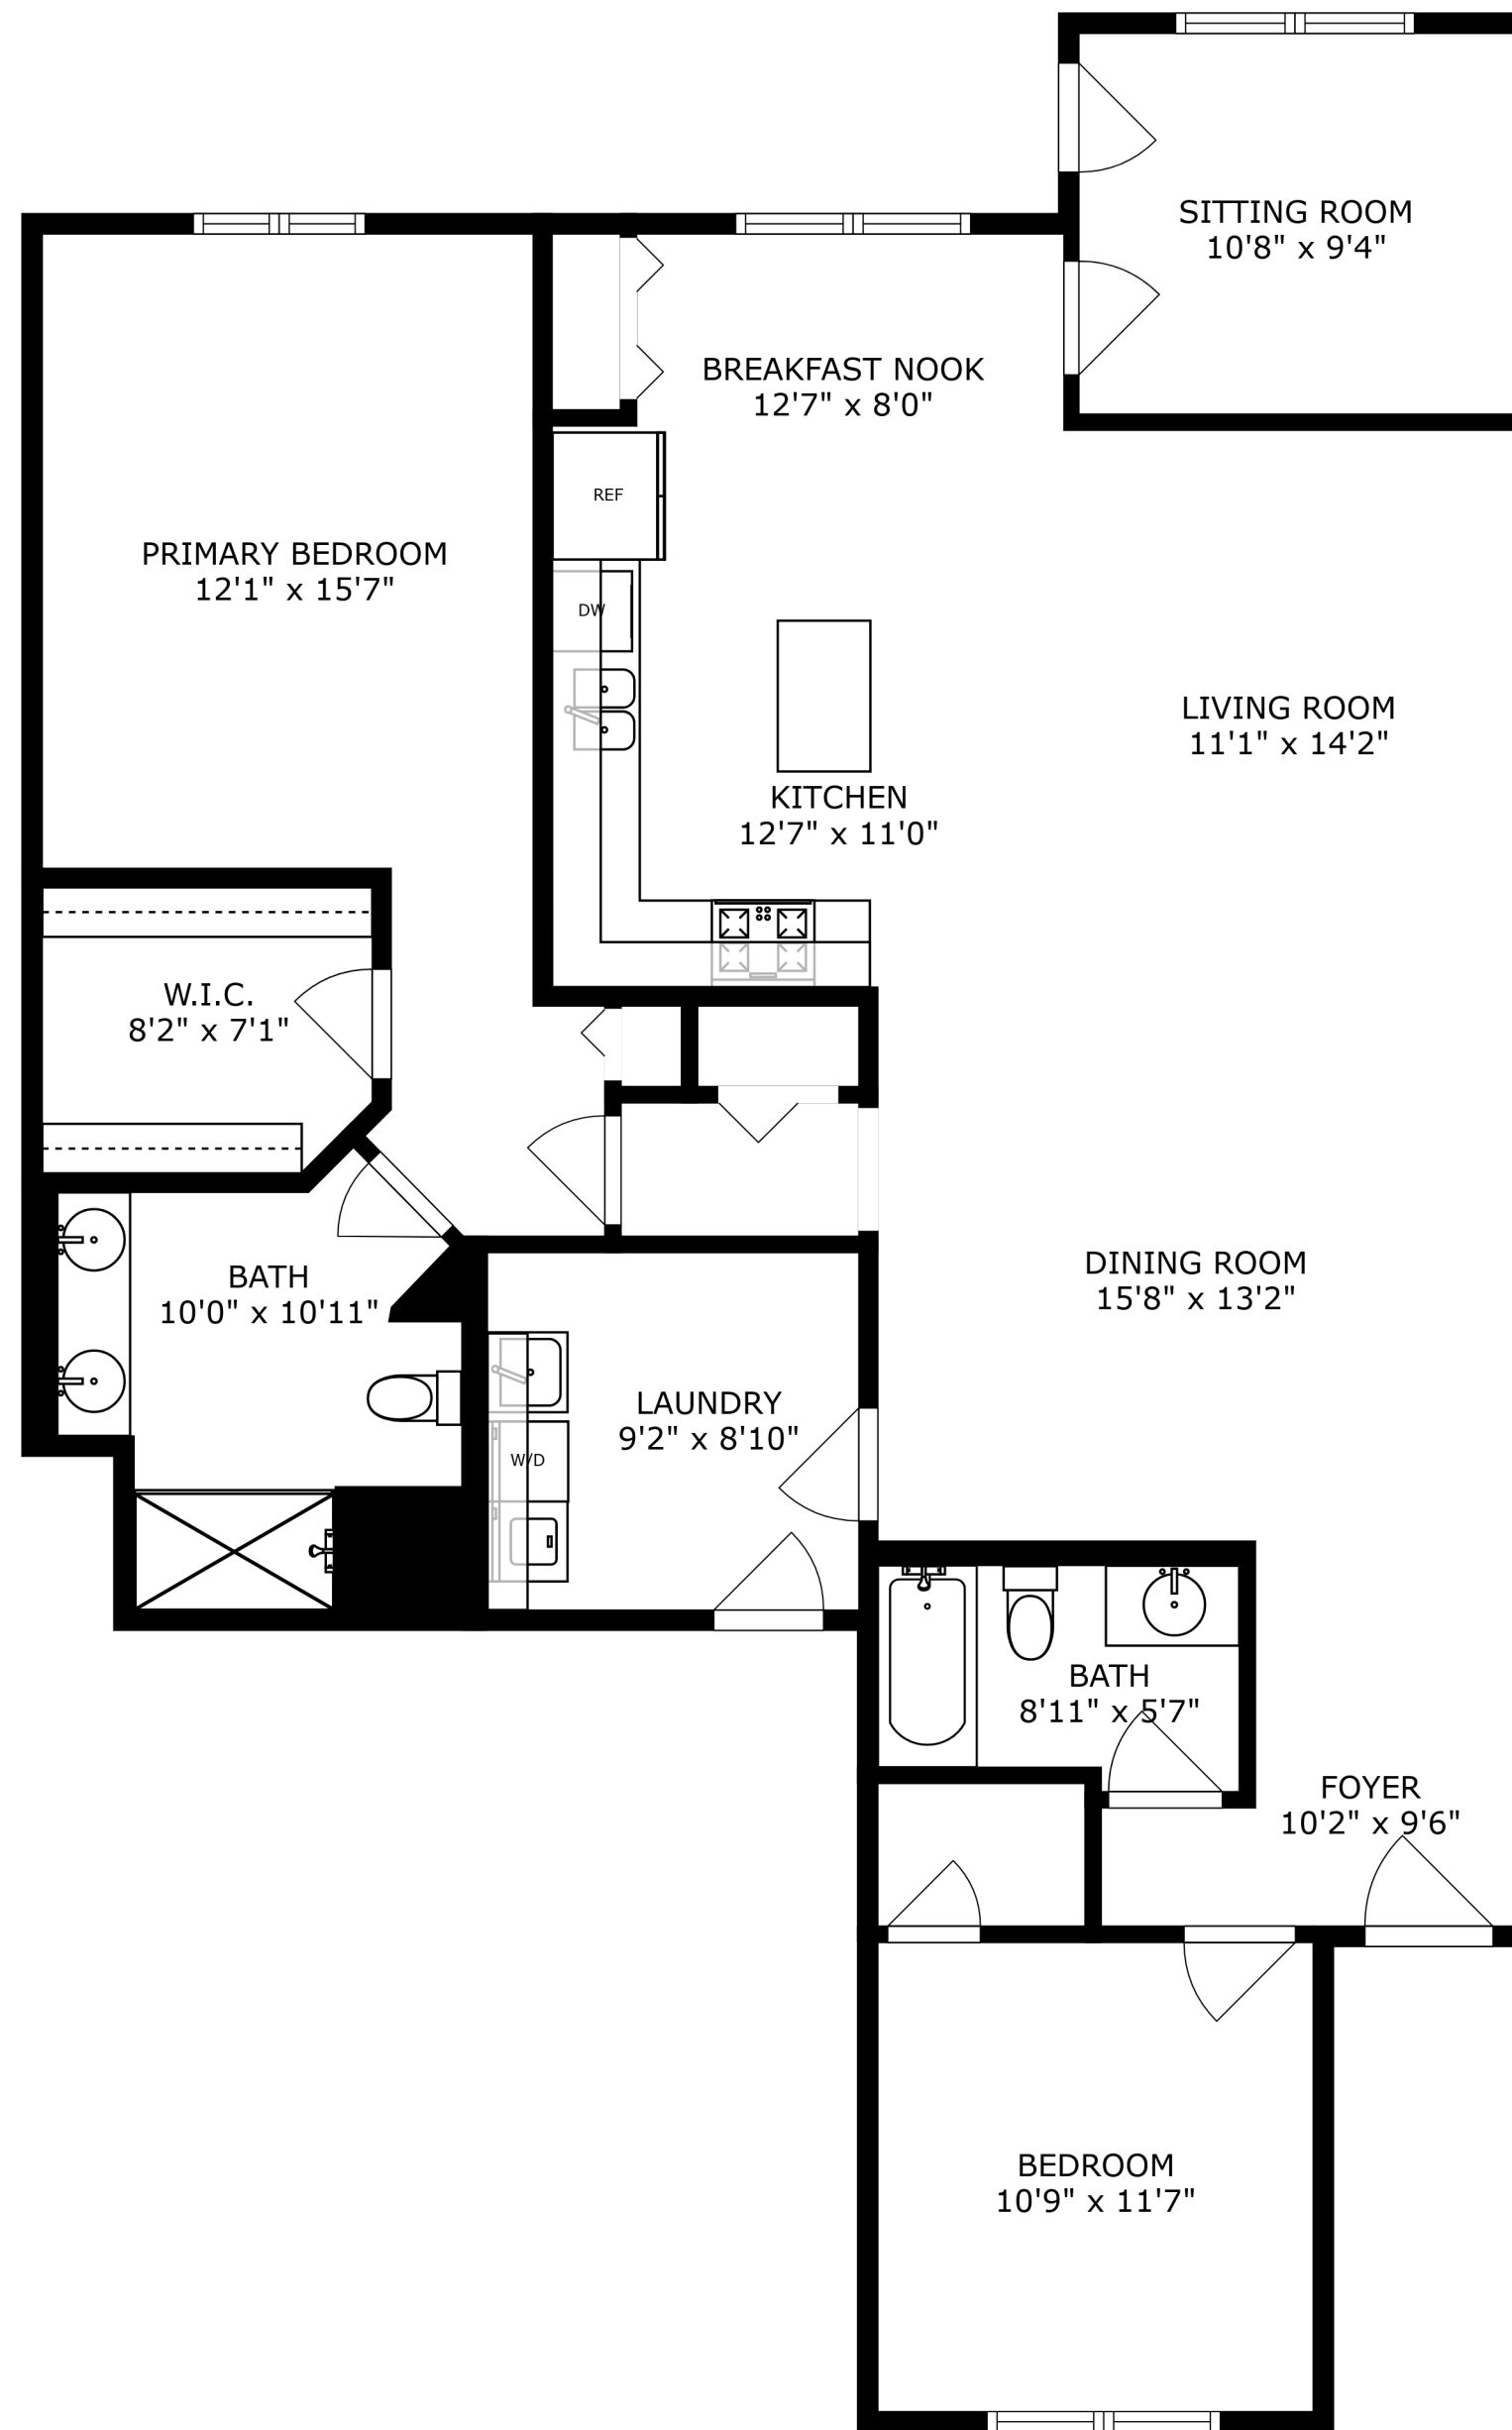 SITTING ROOM
10'8" x 9'4"
BREAKFAST NOOK
12'7" x 8'0"
REF
PRIMARY BEDROOM
12'1" x 15'7"
DW
LIVING ROOM
11'1" x 14'2"
KITCHEN
12'7" x 11'0"
W.I.C.
8'2" x 7'1"
BATH
10'0" x 10'11"
DINING ROOM
15'8" x 13'2"
LAUNDRY
9'2" x 8'10"
W/D
BATH
8'11" x 5'7"
FOYER
10'2" x 9'6"
BEDROOM
10'9" x 11'7"